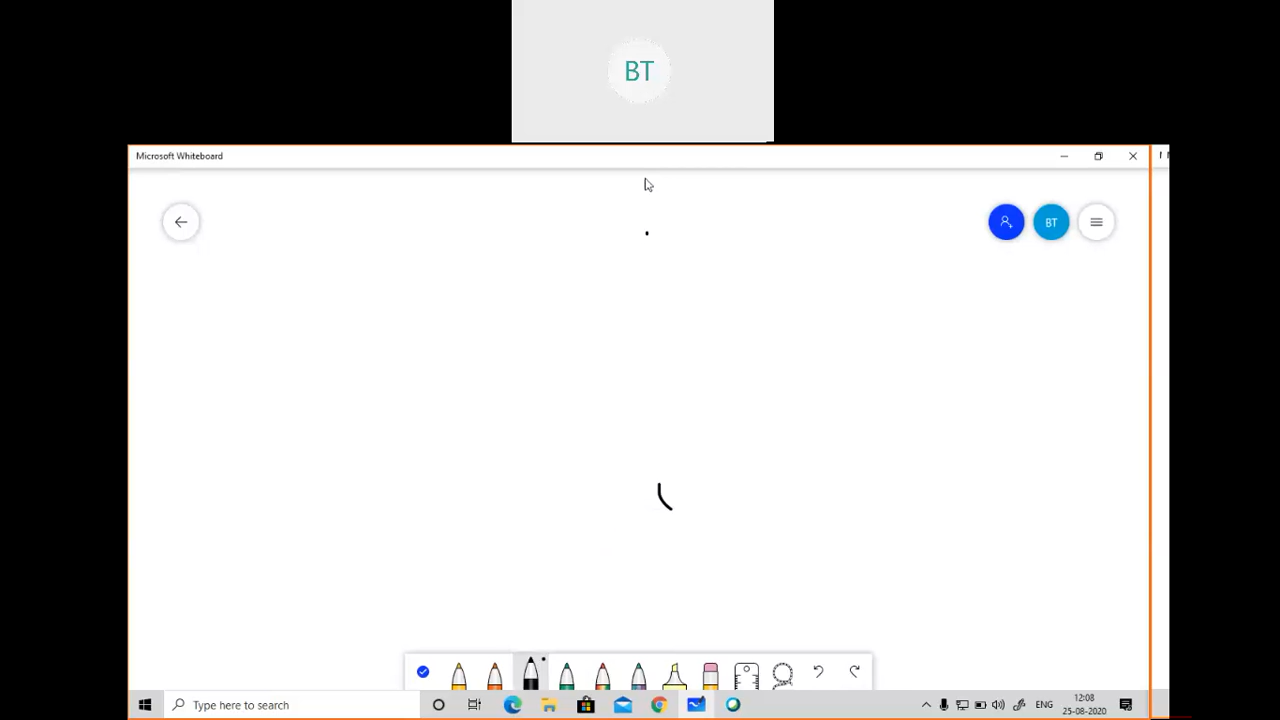 BT
Microsoft Whiteboard
BT
Type here to search
ENG
12:08
25-08-2020